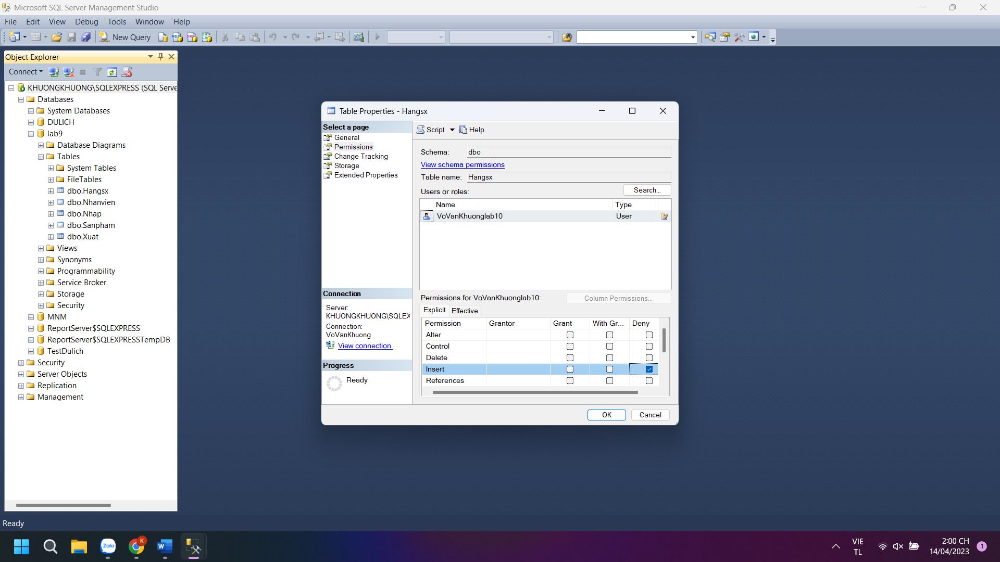 Microsoft SQL Server Management Studio
File Edit View Debug Tools Window Help
New Query
Object Explorer
Connect
KHUONGKHUONG\SQLEXPRESS (SQL Serve
Databases
System Databases
DULICH
lab9
Database Diagrams
Tables
System Tables
FileTables
dbo.Hangsx
dbo.Nhanvien
dbo.Nhap
dbo.Sanpham
dbo.Xuat
Views
Synonyms
Programmability
Service Broker
Storage
Security
MNM
ReportServer$SQLEXPRESS
ReportServer$SQLEXPRESSTempDB
TestDulich
Security
Server Objects
Replication
Management
Table Properties - Hangsx
Select a page
General
Permissions
Change Tracking
Storage
Extended Properties
Connection
Server:
KHUONGKHUONG\SQLEX
Connection:
VoVanKhuong
View connection
Progress
Ready
Script Help
Schema: dbo
View schema permissions
Table name: Hangsx
Users or roles: Search...
Name Type
VoVanKhuonglab10 User
Permissions for VoVanKhuonglab10: Column Permissions...
Explicit Effective
Permission Grantor Grant With Gr... Deny
Alter
Control
Delete
Insert
References
OK Cancel
Ready
Zalo
K
W
VIE
TL
2:00 CH
14/04/2023
1